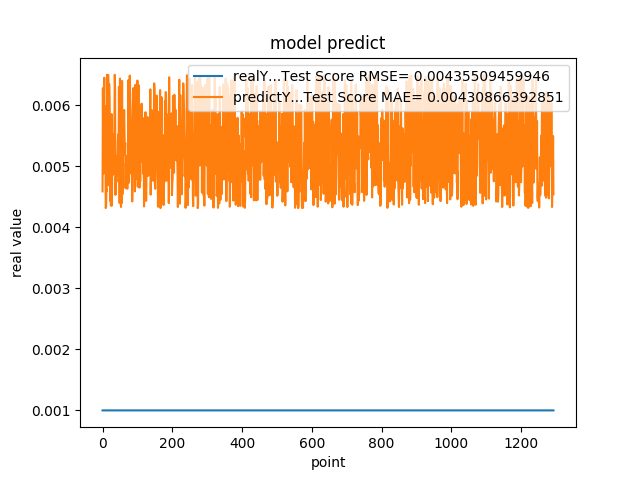 model predict
realY...Test Score RMSE= 0.00435509459946
predictY...Test Score MAE= 0.00430866392851
real value
0.006
0.005
0.004
0.003
0.002
0.001
0 200 400 600 800 1000 1200
point